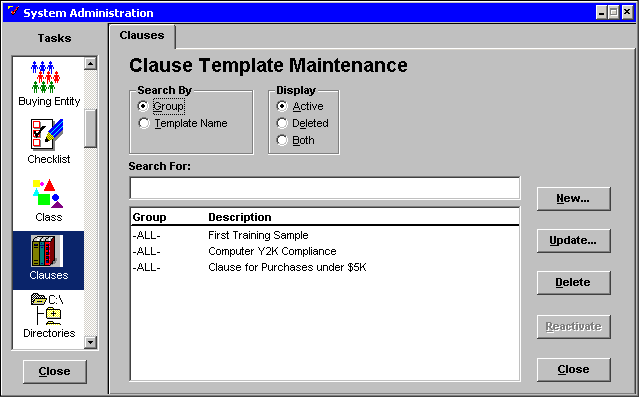 System Administration
Tasks
Buying Entity
Checklist
Class
Clauses
C:\
Directories
Close
Clauses
Clause Template Maintenance
Search By
Group
Template Name
Display
Active
Deleted
Both
Search For:
Group Description
-ALL- First Training Sample
-ALL- Computer Y2K Compliance
-ALL- Clause for Purchases under $5K
New...
Update...
Delete
Reactivate
Close